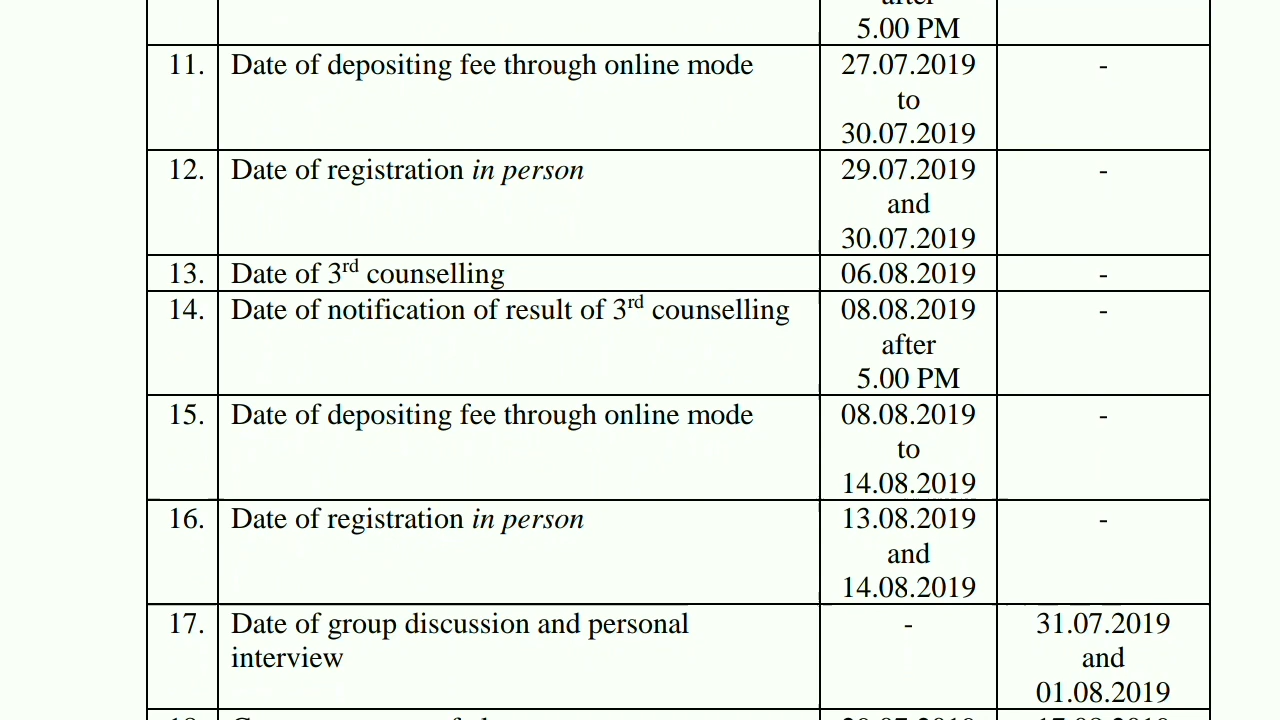 5.00 PM
11. Date of depositing fee through online mode 27.07.2019 -
to
30.07.2019
12. Date of registration in person 29.07.2019 -
and
30.07.2019
13. Date of 3rd counselling 06.08.2019 -
14. Date of notification of result of 3rd counselling 08.08.2019 -
after
5.00 PM
15. Date of depositing fee through online mode 08.08.2019 -
to
14.08.2019
16. Date of registration in person 13.08.2019 -
and
14.08.2019
17. Date of group discussion and personal - 31.07.2019
interview and
01.08.2019